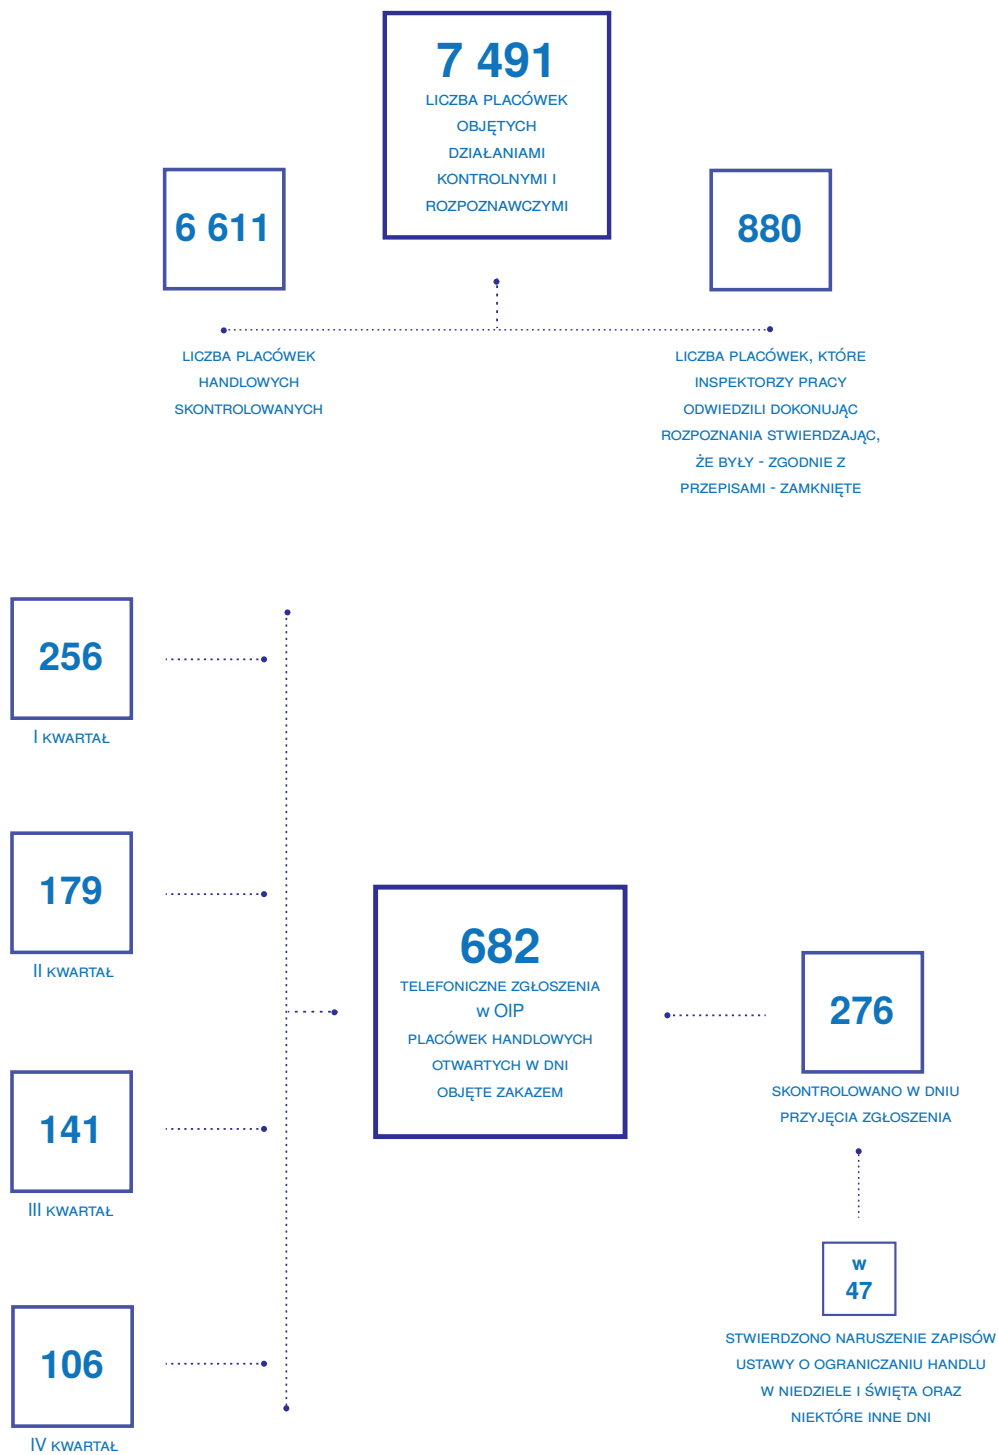 7 491
LICZBA PLACÓWEK
OBJĘTYCH
DZIAŁANIAMI
KONTROLNYMI I
ROZPOZNAWCZYMI
6 611
LICZBA PLACÓWEK
HANDLOWYCH
SKONTROLOWANYCH
880
LICZBA PLACÓWEK, KTÓRE
INSPEKTORZY PRACY
ODWIEDZILI DOKONUJĄC
ROZPOZNANIA STWIERDZAJĄC,
ŻE BYŁY - ZGODNIE Z
PRZEPISAMI - ZAMKNIĘTE
256
I KWARTAŁ
179
II KWARTAŁ
141
III KWARTAŁ
106
IV KWARTAŁ
682
TELEFONICZNE ZGŁOSZENIA
w OIP
PLACÓWEK HANDLOWYCH
OTWARTYCH W DNI
OBJĘTE ZAKAZEM
276
SKONTROLOWANO W DNIU
PRZYJĘCIA ZGŁOSZENIA
w
47
STWIERDZONO NARUSZENIE ZAPISÓW
USTAWY O OGRANICZANIU HANDLU
W NIEDZIELE I ŚWIĘTA ORAZ
NIEKTÓRE INNE DNI